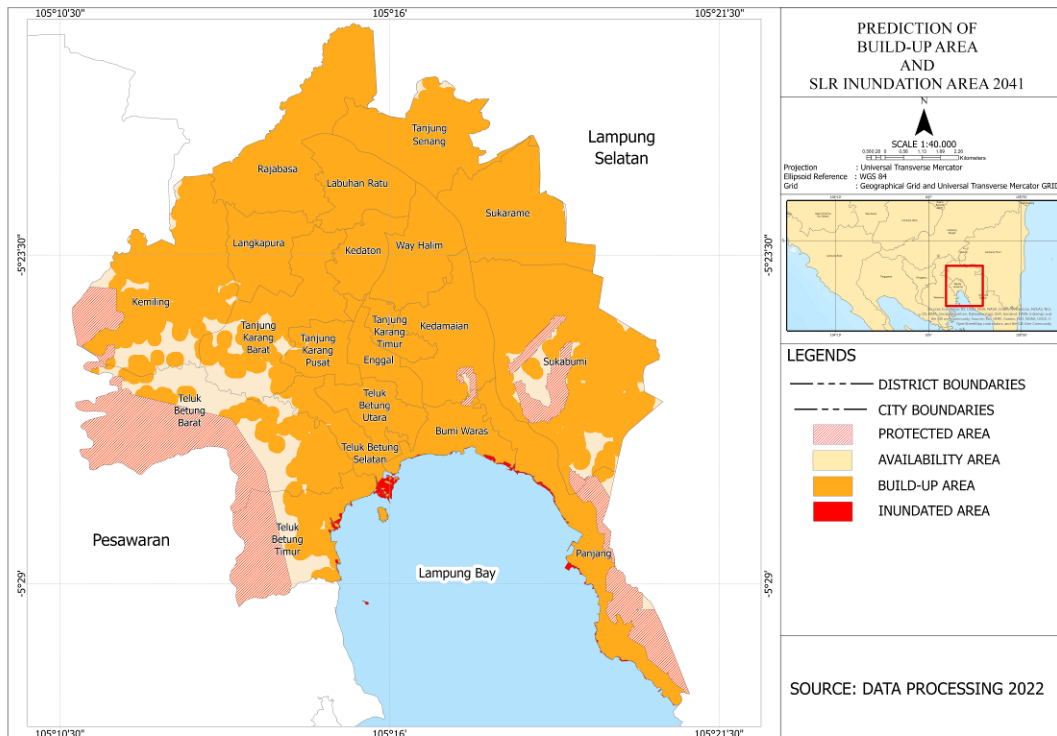 105°10'30"
105°16'
105°21'30"
-5°23'30"
-5°23'30"
-5°29'
-5°29'
105°10'30"
105°16'
105°21'30"
Lampung
Selatan
Tanjung
Senang
Rajabasa
Labuhan Ratu
Sukarame
Langkapura
Kedaton
Way Halim
Kemiling
Tanjung
Karang
Barat
Tanjung
Karang
Pusat
Tanjung
Karang
Timur
Kedamaian
Enggal
Sukabumi
Teluk
Betung
Barat
Teluk
Betung
Utara
Bumi Waras
Teluk Betung
Selatan
Teluk
Betung
Timur
Pesawaran
Panjang
Lampung Bay
PREDICTION OF
BUILD-UP AREA
AND
SLR INUNDATION AREA 2041
N
SCALE 1:40.000
Kilometers
Projection : Universal Transverse Mercator
Ellipsoid Reference : WGS 84
Grid : Geographical Grid and Universal Transverse Mercator GRID
LEGENDS
DISTRICT BOUNDARIES
CITY BOUNDARIES
PROTECTED AREA
AVAILABILITY AREA
BUILD-UP AREA
INUNDATED AREA
SOURCE: DATA PROCESSING 2022